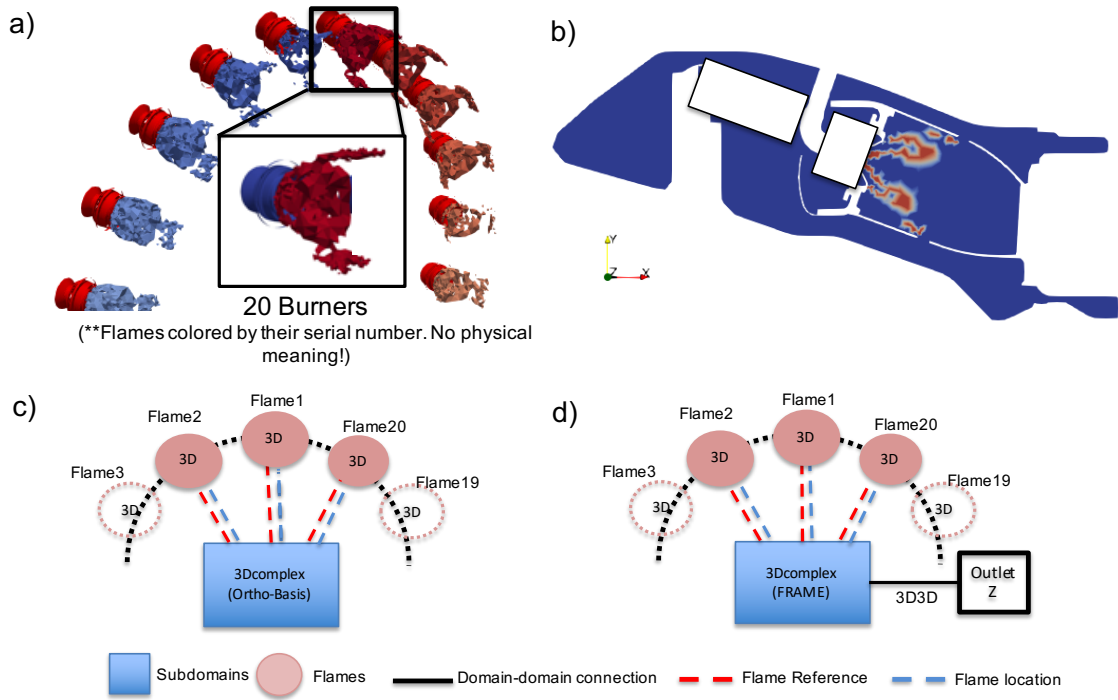 a)
20 Burners
(**Flames colored by their serial number. No physical
meaning!)
b)
Y
Z
X
c)
Flame1
Flame2
Flame20
Flame3
Flame19
3D
3D
3D
3D
3D
3Dcomplex
(Ortho-Basis)
d)
Flame1
Flame2
Flame20
Flame3
Flame19
3D
3D
3D
3D
3D
3Dcomplex
(FRAME)
3D3D
Outlet
Z
Subdomains
Flames
Domain-domain connection
Flame Reference
Flame location